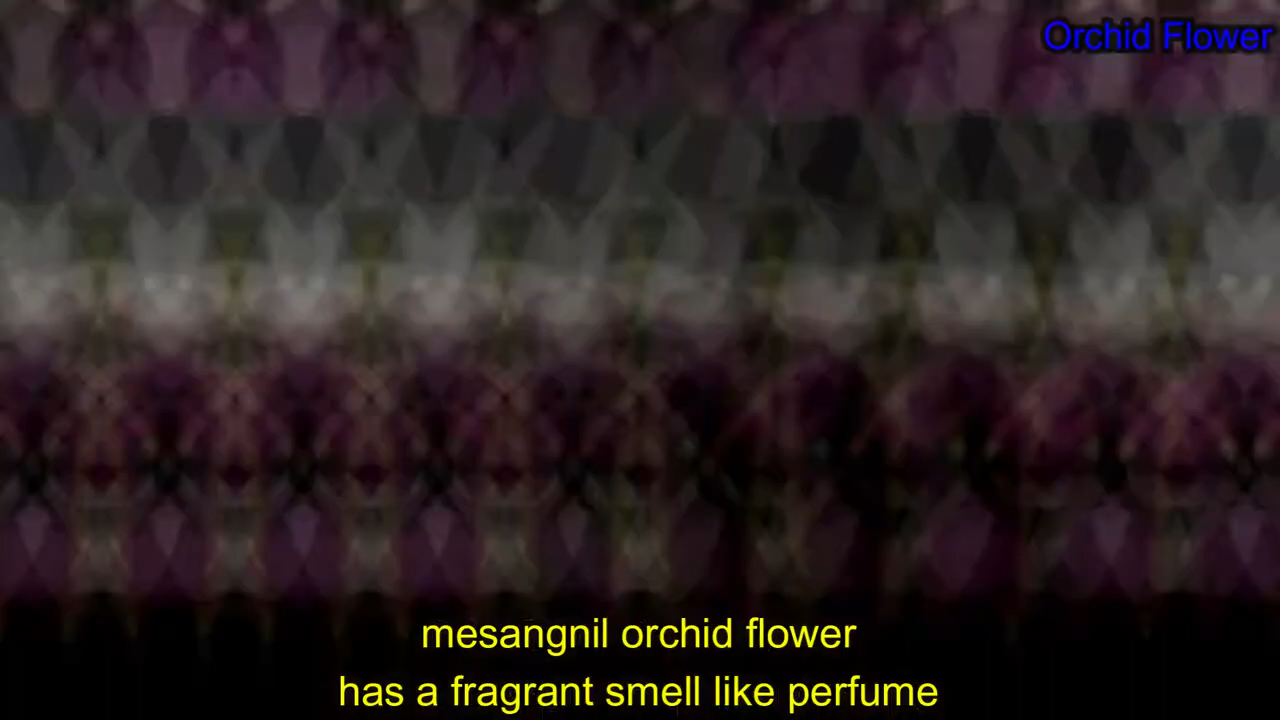 Orchid Flower
mesangnil orchid flower
has a fragrant smell like perfume